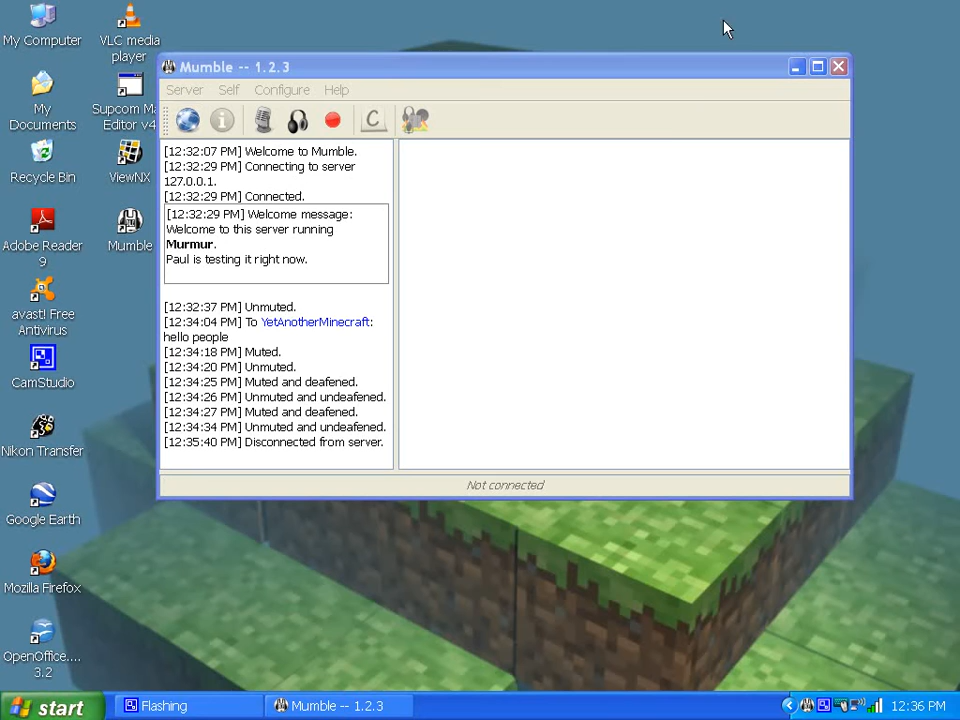 My Computer
VLC media
player
My
Documents
Supcom Ma
Editor v4
Recycle Bin
ViewNX
Adobe Reader
9
Mumble
avast! Free
Antivirus
CamStudio
Nikon Transfer
Google Earth
Mozilla Firefox
OpenOffice....
3.2
Mumble -- 1.2.3
Server Self Configure Help
C
[12:32:07 PM] Welcome to Mumble.
[12:32:29 PM] Connecting to server
127.0.0.1.
[12:32:29 PM] Connected.
[12:32:29 PM] Welcome message:
Welcome to this server running
Murmur.
Paul is testing it right now.
[12:32:37 PM] Unmuted.
[12:34:04 PM] To YetAnotherMinecraft:
hello people
[12:34:18 PM] Muted.
[12:34:20 PM] Unmuted.
[12:34:25 PM] Muted and deafened.
[12:34:26 PM] Unmuted and undeafened.
[12:34:27 PM] Muted and deafened.
[12:34:34 PM] Unmuted and undeafened.
[12:35:40 PM] Disconnected from server.
Not connected
start Flashing Mumble -- 1.2.3 12:36 PM